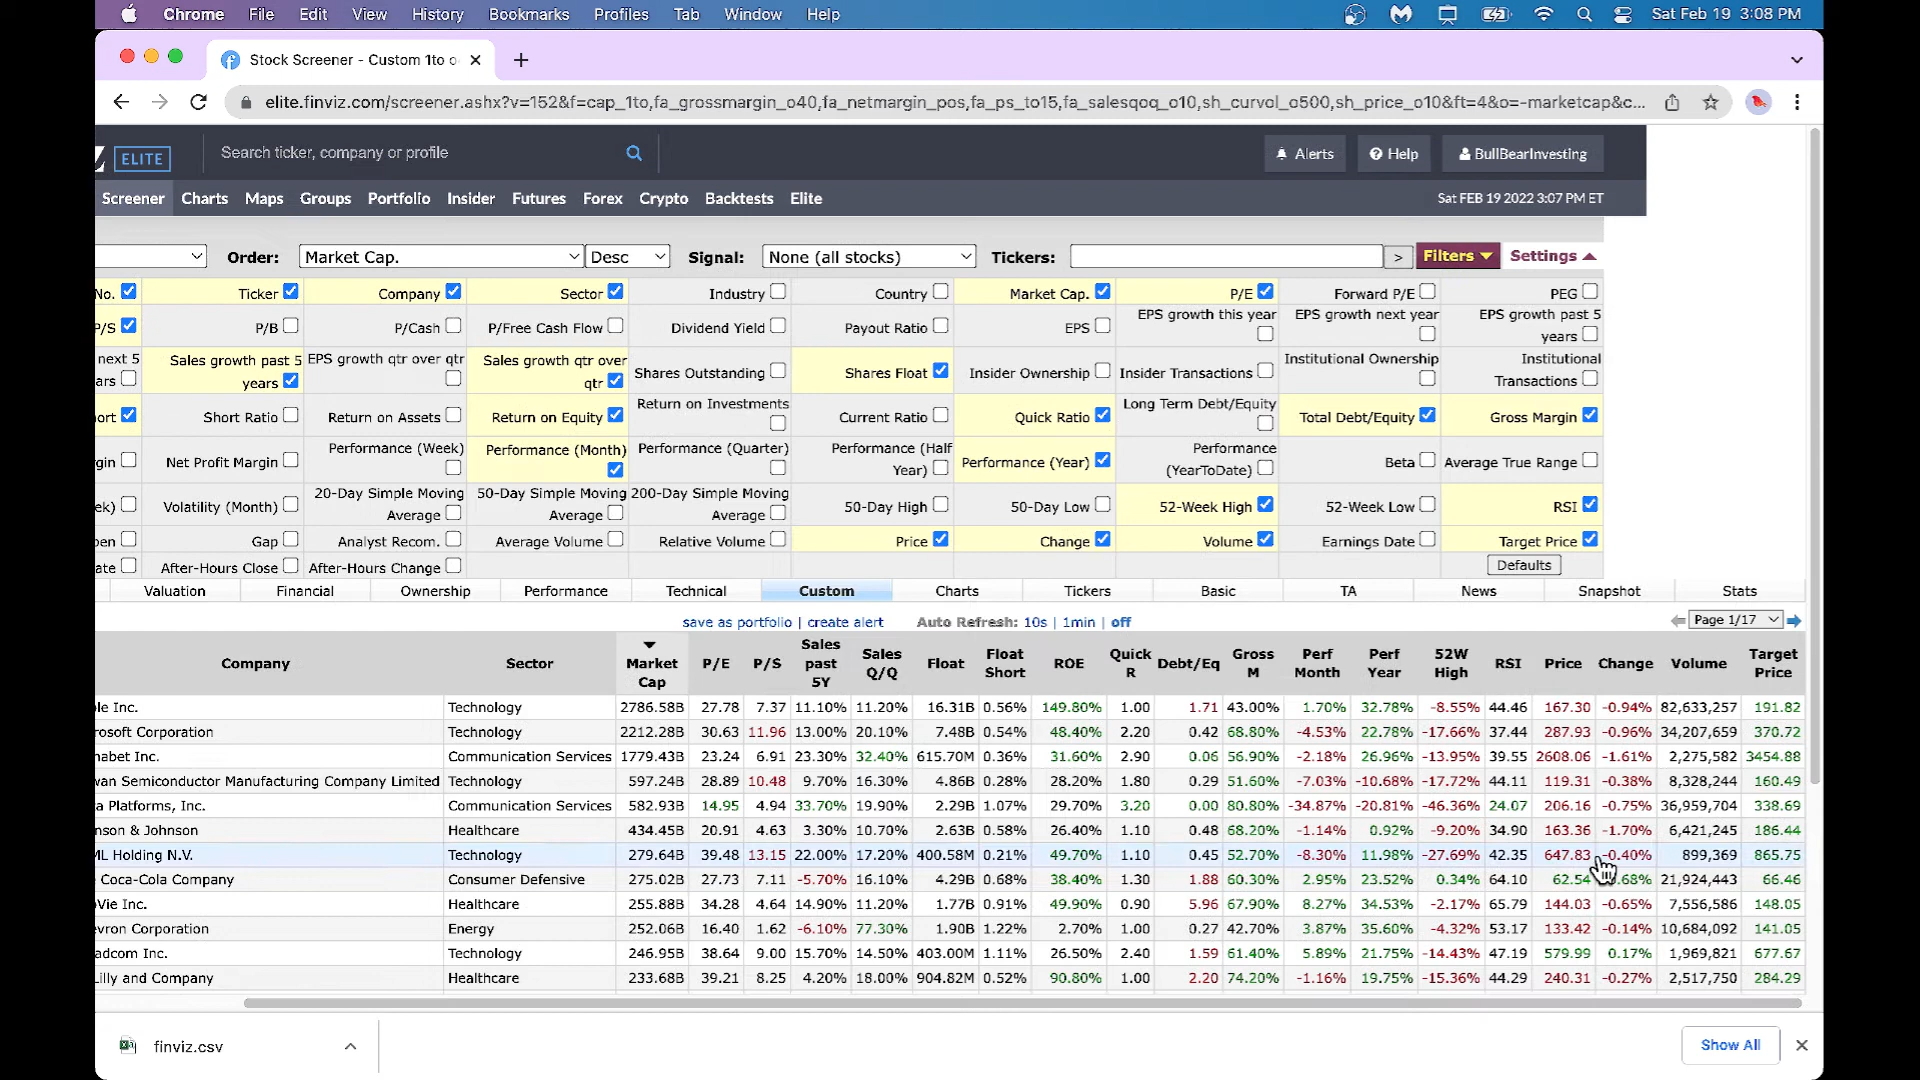 Chrome File Edit View History Bookmarks Profiles Tab Window Help Sat Feb 19 3:08 PM
Stock Screener - Custom 1to o
elite.finviz.com/screener.ashx?v=152&f=cap_1to,fa_grossmargin_o40,fa_netmargin_pos,fa_ps_to15,fa_salesqoq_o10,sh_curvol_o500,sh_price_o10&ft=4&o=-marketcap&c...
ELITE Search ticker, company or profile Alerts Help BullBearInvesting
Screener Charts Maps Groups Portfolio Insider Futures Forex Crypto Backtests Elite Sat FEB 19 2022 3:07 PM ET
Order: Market Cap. Desc Signal: None (all stocks) Tickers: > Filters Settings
No. Ticker Company Sector Industry Country Market Cap. P/E Forward P/E PEG
P/S P/B P/Cash P/Free Cash Flow Dividend Yield Payout Ratio EPS EPS growth this year EPS growth next year EPS growth past 5 years
next 5 ars Sales growth past 5 years EPS growth qtr over qtr Sales growth qtr over qtr Shares Outstanding Shares Float Insider Ownership Insider Transactions Institutional Ownership Institutional Transactions
ort Short Ratio Return on Assets Return on Equity Return on Investments Current Ratio Quick Ratio Long Term Debt/Equity Total Debt/Equity Gross Margin
gin Net Profit Margin Performance (Week) Performance (Month) Performance (Quarter) Performance (Half Year) Performance (Year) Performance (YearToDate) Beta Average True Range
ek) Volatility (Month) 20-Day Simple Moving Average 50-Day Simple Moving Average 200-Day Simple Moving Average 50-Day High 50-Day Low 52-Week High 52-Week Low RSI
pen Gap Analyst Recom. Average Volume Relative Volume Price Change Volume Earnings Date Target Price
ate After-Hours Close After-Hours Change Defaults
Valuation Financial Ownership Performance Technical Custom Charts Tickers Basic TA News Snapshot Stats
save as portfolio | create alert Auto Refresh: 10s | 1min | off Page 1/17
Company Sector Market Cap P/E P/S Sales past 5Y Sales Q/Q Float Float Short ROE Quick R Debt/Eq Gross M Perf Month Perf Year 52W High RSI Price Change Volume Target Price
le Inc. Technology 2786.58B 27.78 7.37 11.10% 11.20% 16.31B 0.56% 149.80% 1.00 1.71 43.00% 1.70% 32.78% -8.55% 44.46 167.30 -0.94% 82,633,257 191.82
rosoft Corporation Technology 2212.28B 30.63 11.96 13.00% 20.10% 7.48B 0.54% 48.40% 2.20 0.42 68.80% -4.53% 22.78% -17.66% 37.44 287.93 -0.96% 34,207,659 370.72
nabet Inc. Communication Services 1779.43B 23.24 6.91 23.30% 32.40% 615.70M 0.36% 31.60% 2.90 0.06 56.90% -2.18% 26.96% -13.95% 39.55 2608.06 -1.61% 2,275,582 3454.88
wan Semiconductor Manufacturing Company Limited Technology 597.24B 28.89 10.48 9.70% 16.30% 4.86B 0.28% 28.20% 1.80 0.29 51.60% -7.03% -10.68% -17.72% 44.11 119.31 -0.38% 8,328,244 160.49
a Platforms, Inc. Communication Services 582.93B 14.95 4.94 33.70% 19.90% 2.29B 1.07% 29.70% 3.20 0.00 80.80% -34.87% -20.81% -46.36% 24.07 206.16 -0.75% 36,959,704 338.69
nson & Johnson Healthcare 434.45B 20.91 4.63 3.30% 10.70% 2.63B 0.58% 26.40% 1.10 0.48 68.20% -1.14% 0.92% -9.20% 34.90 163.36 -1.70% 6,421,245 186.44
ML Holding N.V. Technology 279.64B 39.48 13.15 22.00% 17.20% 400.58M 0.21% 49.70% 1.10 0.45 52.70% -8.30% 11.98% -27.69% 42.35 647.83 -0.40% 899,369 865.75
Coca-Cola Company Consumer Defensive 275.02B 27.73 7.11 -5.70% 16.10% 4.29B 0.68% 38.40% 1.30 1.88 60.30% 2.95% 23.52% 0.34% 64.10 62.54 .68% 21,924,443 66.46
Vie Inc. Healthcare 255.88B 34.28 4.64 14.90% 11.20% 1.77B 0.91% 49.90% 0.90 5.96 67.90% 8.27% 34.53% -2.17% 65.79 144.03 -0.65% 7,556,586 148.05
vron Corporation Energy 252.06B 16.40 1.62 -6.10% 77.30% 1.90B 1.22% 2.70% 1.00 0.27 42.70% 3.87% 35.60% -4.32% 53.17 133.42 -0.14% 10,684,092 141.05
adcom Inc. Technology 246.95B 38.64 9.00 15.70% 14.50% 403.00M 1.11% 26.50% 2.40 1.59 61.40% 5.89% 21.75% -14.43% 47.19 579.99 0.17% 1,969,821 677.67
Lilly and Company Healthcare 233.68B 39.21 8.25 4.20% 18.00% 904.82M 0.52% 90.80% 1.00 2.20 74.20% -1.16% 19.75% -15.36% 44.29 240.31 -0.27% 2,517,750 284.29
finviz.csv Show All